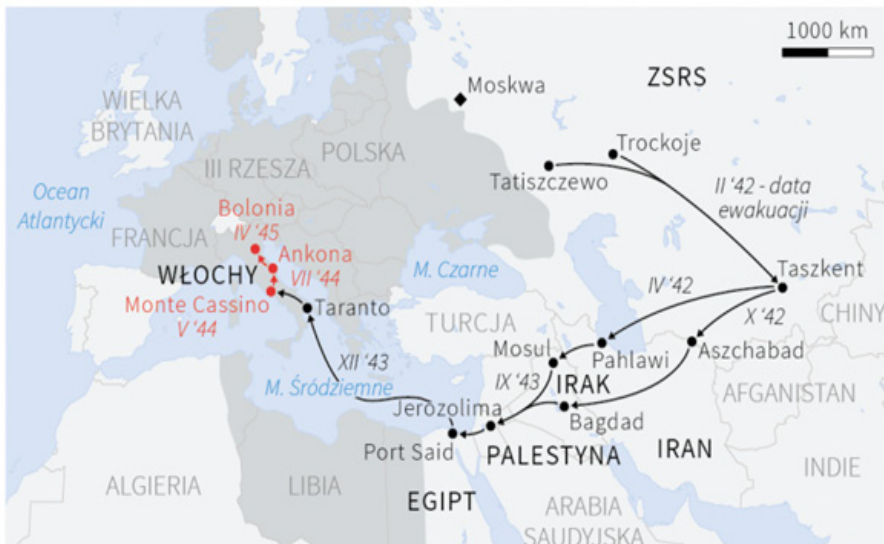 1000 km
ZSRS
Moskwa
WIELKA
BRYTANIA
Trockoje
POLSKA
III RZESZA
Tatiszczewo
Ocean
Atlantycki
II ‘42 - data
ewakuacji
Bolonia
IV ‘45
FRANCJA
Ankona
VII ‘44
WŁOCHY
M. Czarne
Taszkent
Monte Cassino
V ‘44
Taranto
IV ‘42
CHINY
TURCJA
X ‘42
Mosul
Pahlawi
Aszchabad
XII ‘43
IX ‘43
IRAK
AFGANISTAN
M. Śródziemne
Jerozolima
Bagdad
Port Said
PALESTYNA
IRAN
INDIE
ALGIERIA
LIBIA
EGIPT
ARABIA
SAUDYJSKA